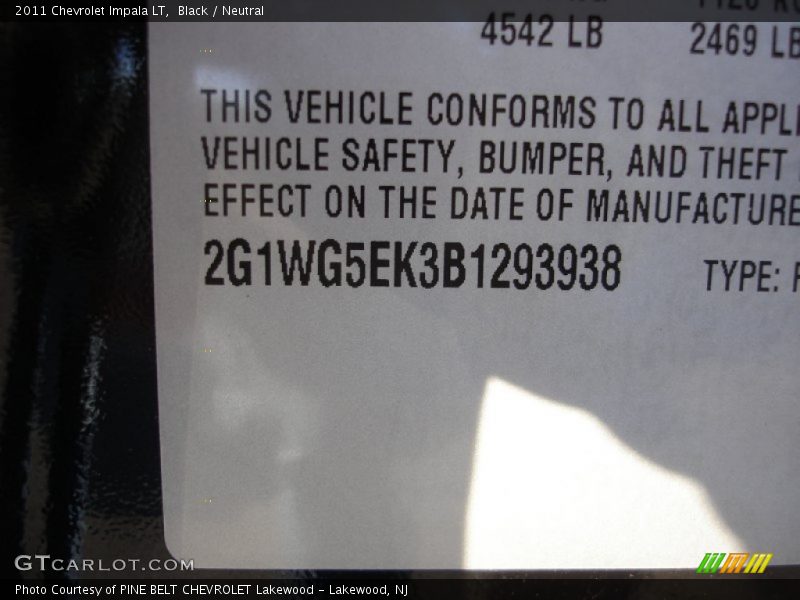 2011 Chevrolet Impala LT,  Black / Neutral
4542 LB 2469 LB
THIS VEHICLE CONFORMS TO ALL APPLI
VEHICLE SAFETY, BUMPER, AND THEFT
EFFECT ON THE DATE OF MANUFACTURE
2G1WG5EK3B1293938 TYPE: P
GTCARLOT.COM
Photo Courtesy of PINE BELT CHEVROLET Lakewood - Lakewood, NJ